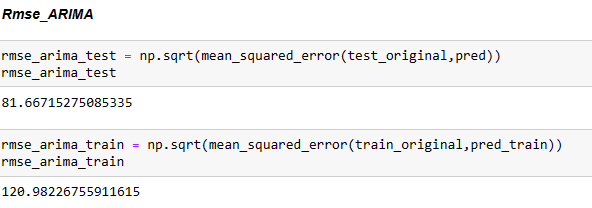 Rmse_ARIMA
rmse_arima_test = np.sqrt(mean_squared_error(test_original,pred))
rmse_arima_test
81.66715275085335
rmse_arima_train = np.sqrt(mean_squared_error(train_original,pred_train))
rmse_arima_train
120.98226755911615